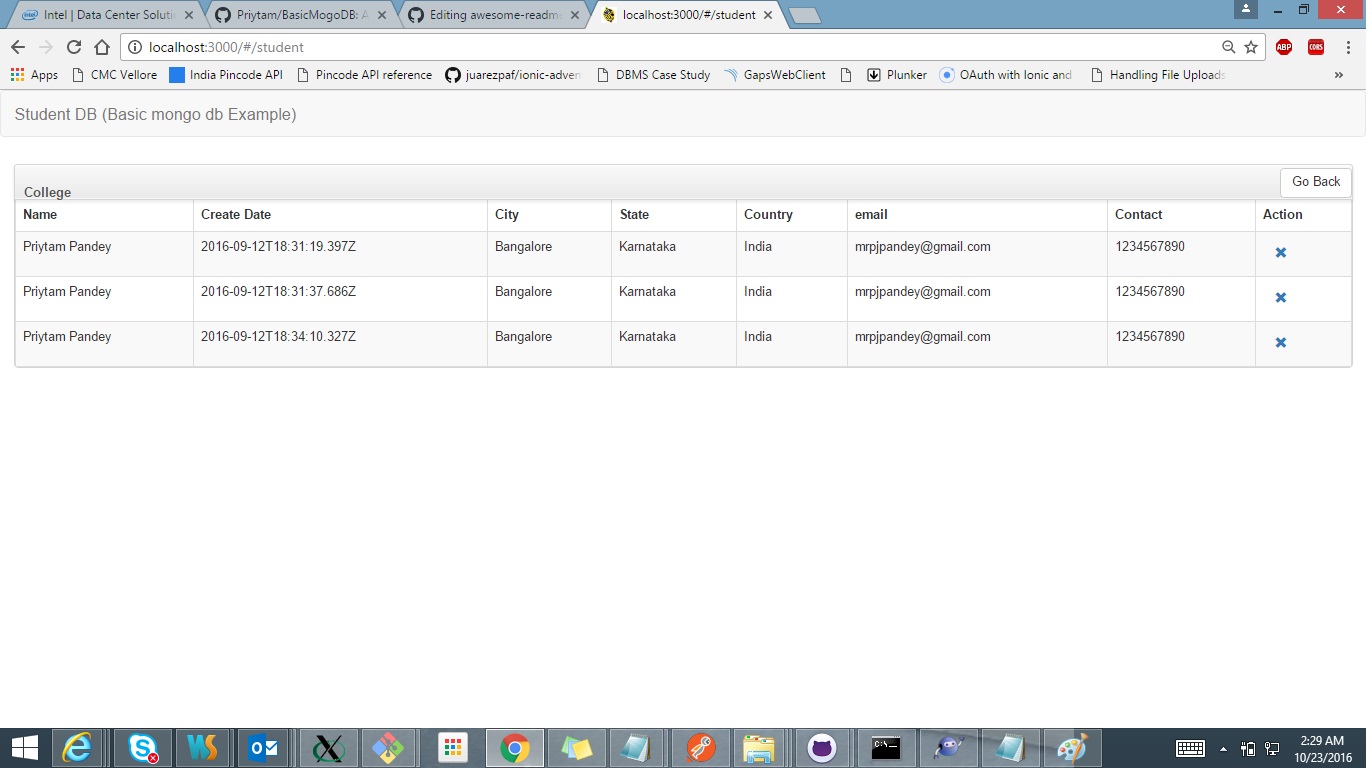 Intel | Data Center Soluti Priytam/BasicMogoDB: A Editing awesome-readm localhost:3000/#/student
localhost:3000/#/student ABP CORS
Apps CMC Vellore India Pincode API Pincode API reference juarezpaf/ionic-adven DBMS Case Study GapsWebClient Plunker OAuth with Ionic and Handling File Uploads »
Student DB (Basic mongo db Example)
College Go Back
Name Create Date City State Country email Contact Action
Priytam Pandey 2016-09-12T18:31:19.397Z Bangalore Karnataka India mrpjpandey@gmail.com 1234567890
Priytam Pandey 2016-09-12T18:31:37.686Z Bangalore Karnataka India mrpjpandey@gmail.com 1234567890
Priytam Pandey 2016-09-12T18:34:10.327Z Bangalore Karnataka India mrpjpandey@gmail.com 1234567890
2:29 AM
10/23/2016